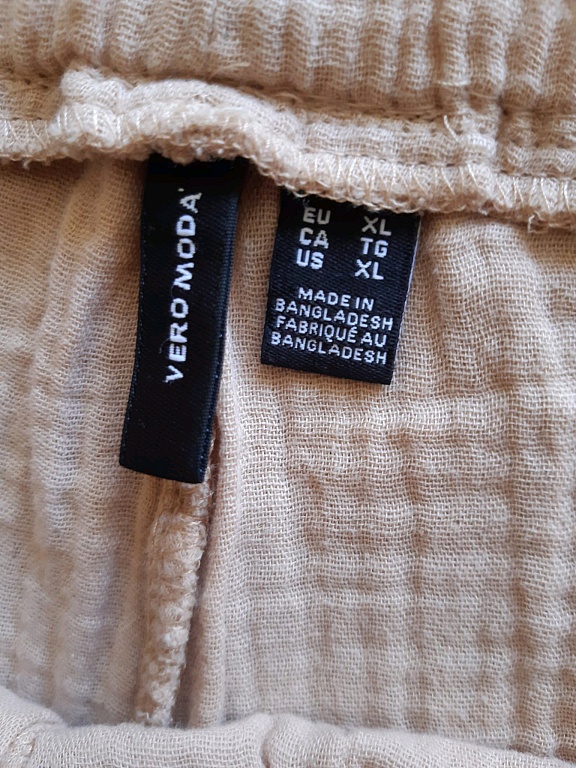 VERO MODA
EU XL
CA TG
US XL
MADE IN
BANGLADESH
FABRIQUÉ AU
BANGLADESH